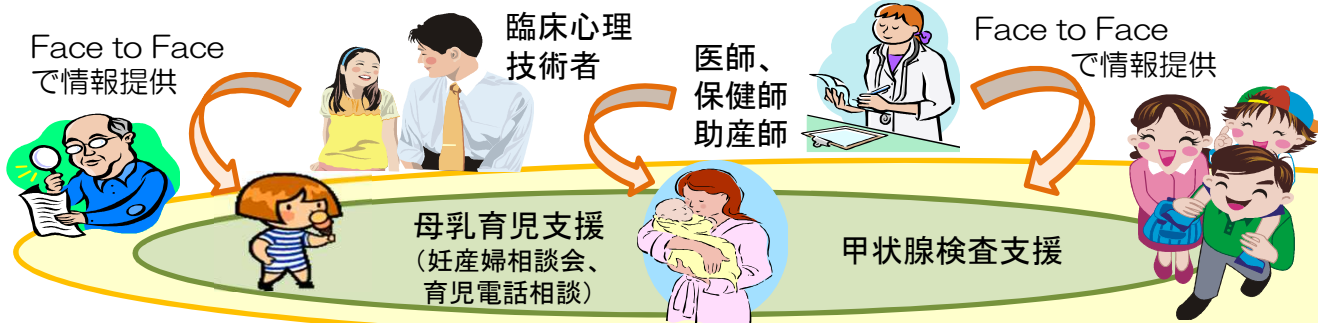 Face to Face
で情報提供
臨床心理
技術者
医師、
保健師
助産師
Face to Face
で情報提供
母乳育児支援
（妊産婦相談会、
育児電話相談）
甲状腺検査支援